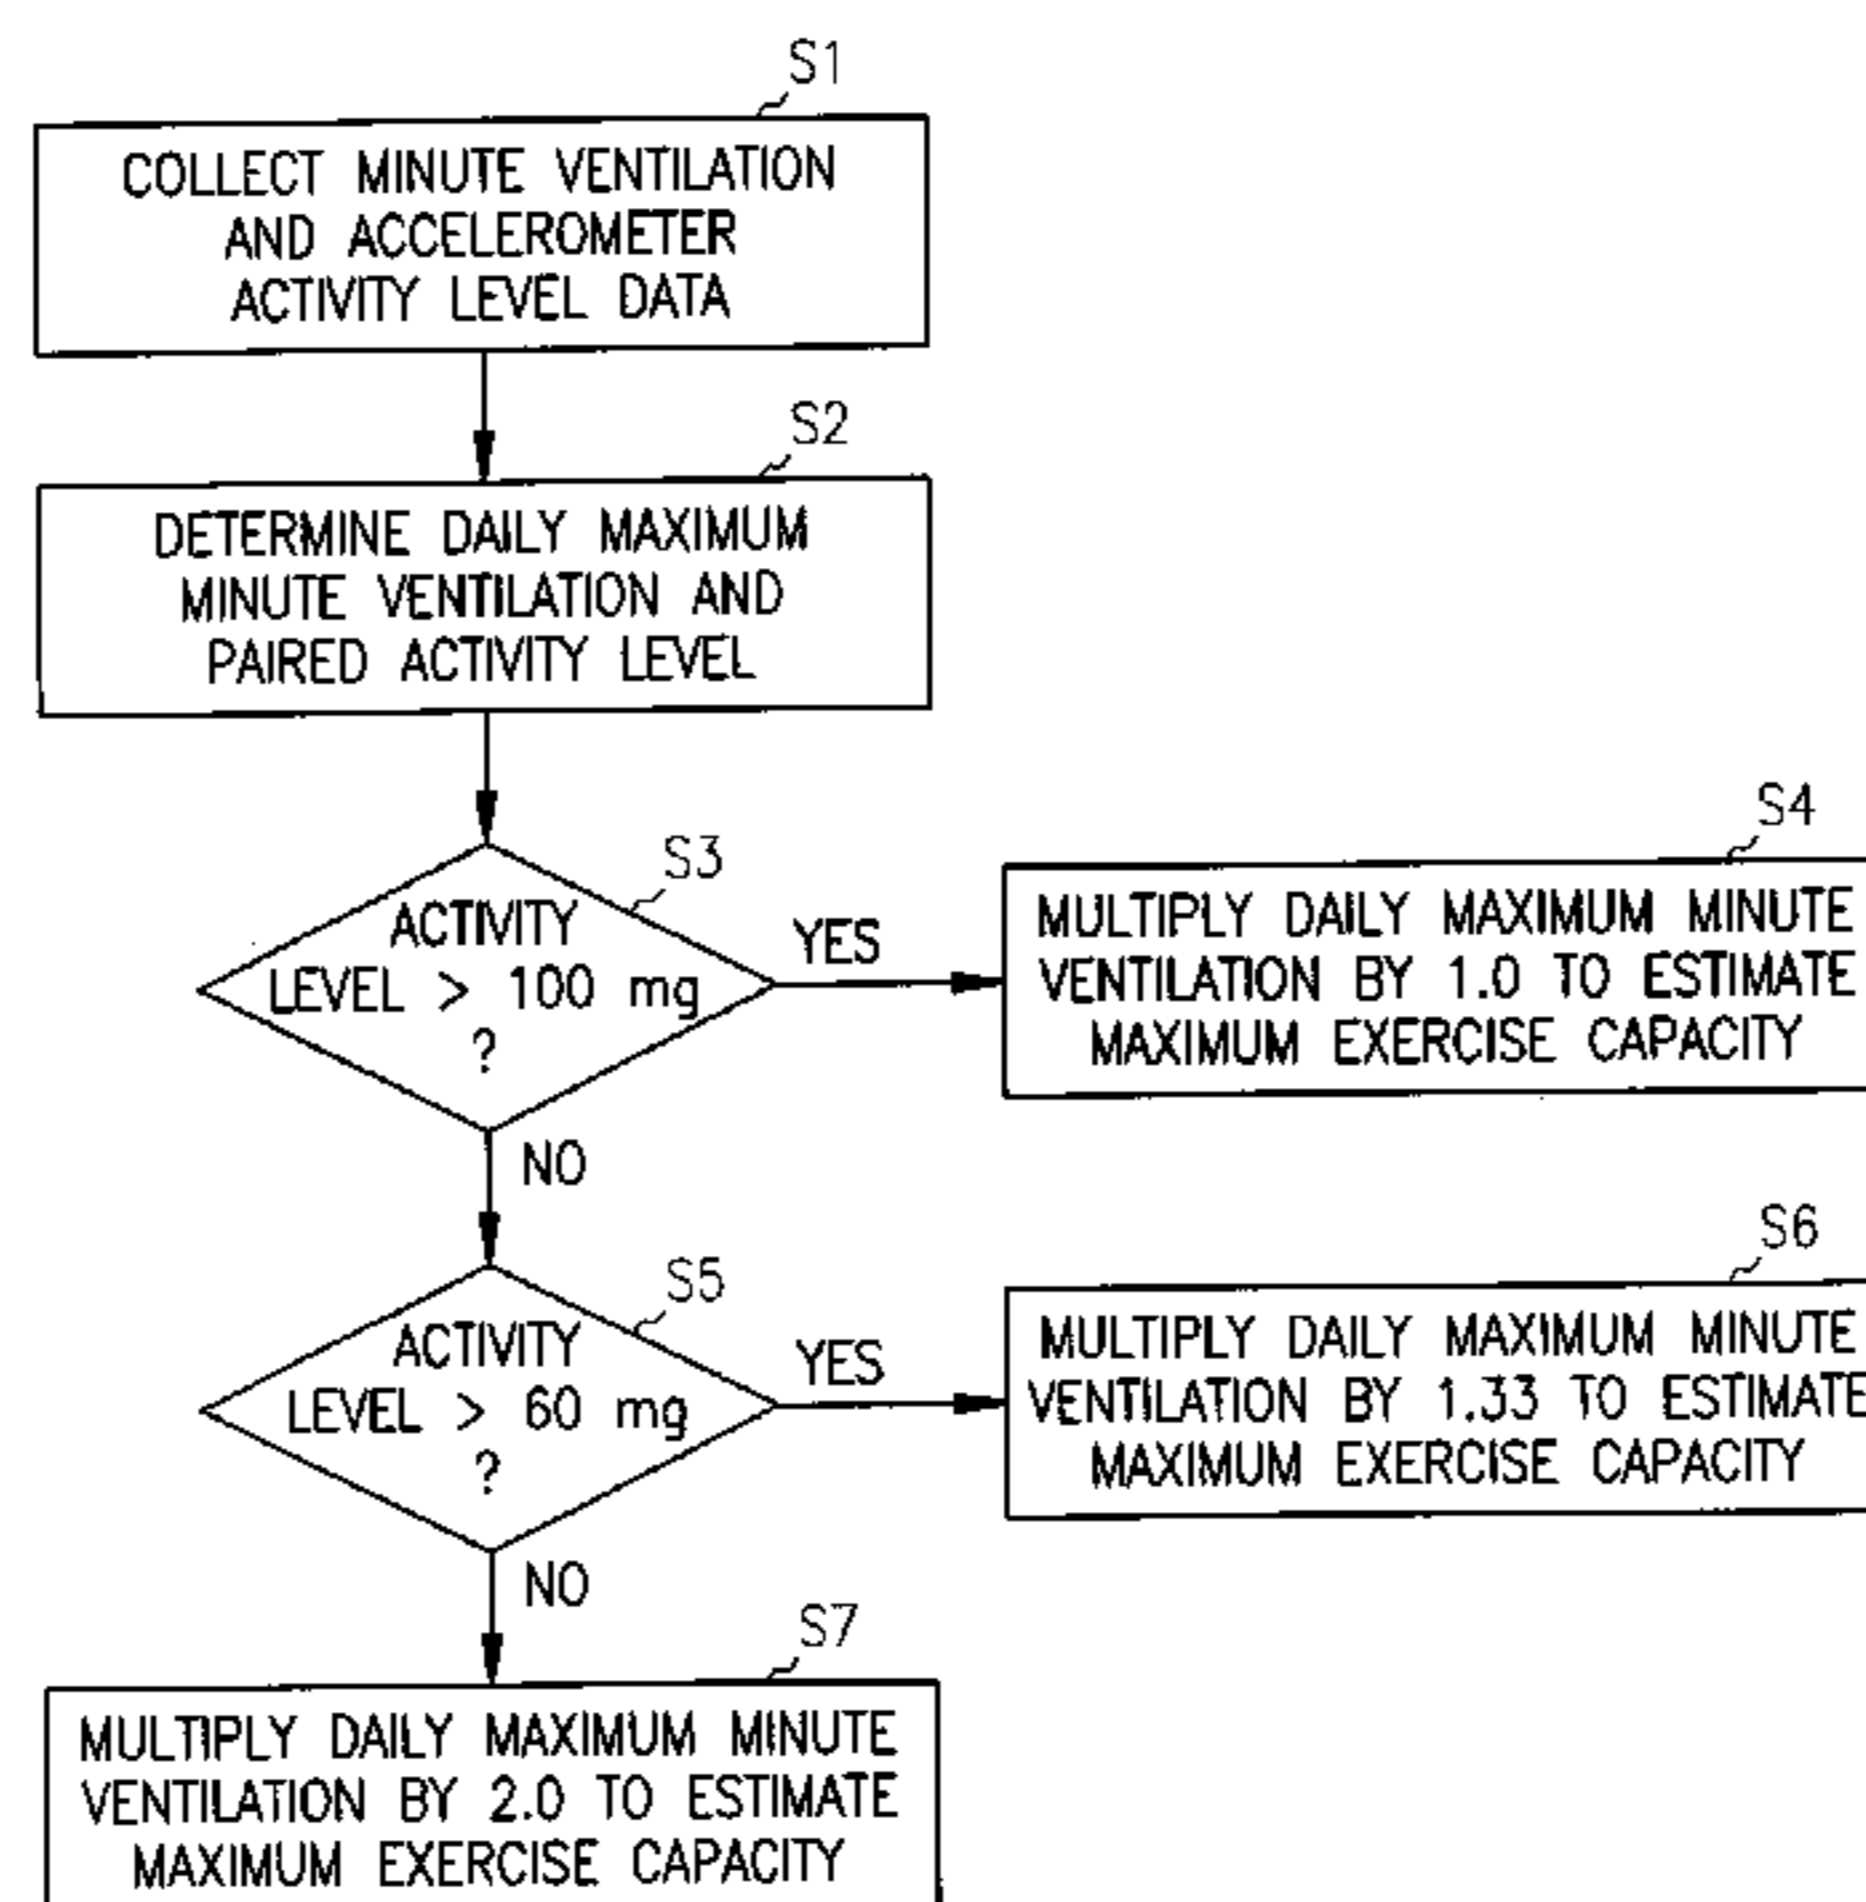 S1
COLLECT MINUTE VENTILATION
AND ACCELEROMETER
ACTIVITY LEVEL DATA
S2
DETERMINE DAILY MAXIMUM
MINUTE VENTILATION AND
PAIRED ACTIVITY LEVEL
S3
ACTIVITY
LEVEL > 100 mg
?
YES
S4
MULTIPLY DAILY MAXIMUM MINUTE
VENTILATION BY 1.0 TO ESTIMATE
MAXIMUM EXERCISE CAPACITY
NO
S5
ACTIVITY
LEVEL > 60 mg
?
YES
S6
MULTIPLY DAILY MAXIMUM MINUTE
VENTILATION BY 1.33 TO ESTIMATE
MAXIMUM EXERCISE CAPACITY
NO
S7
MULTIPLY DAILY MAXIMUM MINUTE
VENTILATION BY 2.0 TO ESTIMATE
MAXIMUM EXERCISE CAPACITY